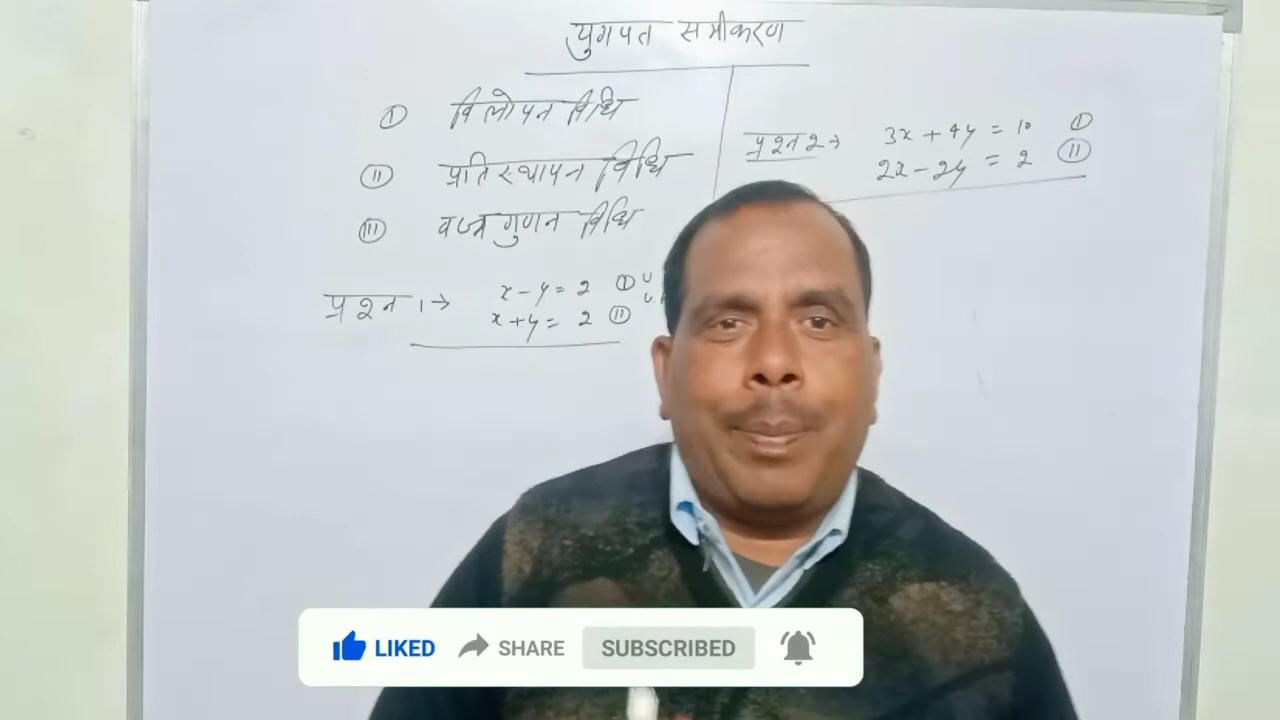 युगपत समीकरण
I विलोपन विधि
II प्रतिस्थापन विधि
III वज्रगुणन विधि
प्रश्न 1→ x - y = 2 I
x + y = 2 II
प्रश्न 2→ 3x + 4y = 10 I
2x - 2y = 2 II
LIKED SHARE SUBSCRIBED